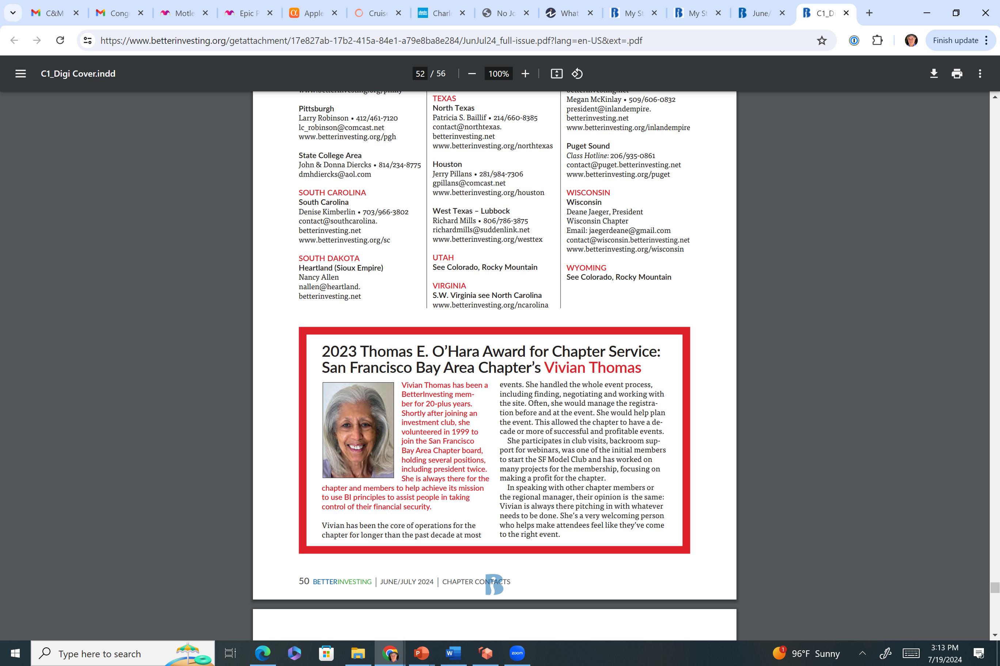 C&M
Cong
Motle
Epic F
Apple
Cruis
Charl
No Jo
What
My St
My St
June/
C1_Di
https://www.betterinvesting.org/getattachment/17e827ab-17b2-415a-84e1-a79e8ba8e284/JunJul24_full-issue.pdf?lang=en-US&ext=.pdf
Finish update
C1_Digi Cover.indd
52 / 56
100%
www.betterinvesting.org/philly
Pittsburgh
Larry Robinson • 412/461-7120
lc_robinson@comcast.net
www.betterinvesting.org/pgh
State College Area
John & Donna Diercks • 814/234-8775
dmhdiercks@aol.com
SOUTH CAROLINA
South Carolina
Denise Kimberlin • 703/966-3802
contact@southcarolina.
betterinvesting.net
www.betterinvesting.org/sc
SOUTH DAKOTA
Heartland (Sioux Empire)
Nancy Allen
nallen@heartland.
betterinvesting.net
TEXAS
North Texas
Patricia S. Baillif • 214/660-8385
contact@northtexas.
betterinvesting.net
www.betterinvesting.org/northtexas
Houston
Jerry Pillans • 281/984-7306
gpillans@comcast.net
www.betterinvesting.org/houston
West Texas – Lubbock
Richard Mills • 806/786-3875
richardmills@suddenlink.net
www.betterinvesting.org/westtex
UTAH
See Colorado, Rocky Mountain
VIRGINIA
S.W. Virginia see North Carolina
www.betterinvesting.org/ncarolina
betterinvesting.net
Megan McKinlay • 509/606-0832
president@inlandempire.
betterinvesting.net
www.betterinvesting.org/inlandempire
Puget Sound
Class Hotline: 206/935-0861
contact@puget.betterinvesting.net
www.betterinvesting.org/puget
WISCONSIN
Wisconsin
Deane Jaeger, President
Wisconsin Chapter
Email: jaegerdeane@gmail.com
contact@wisconsin.betterinvesting.net
www.betterinvesting.org/wisconsin
WYOMING
See Colorado, Rocky Mountain
2023 Thomas E. O’Hara Award for Chapter Service:
San Francisco Bay Area Chapter’s Vivian Thomas
Vivian Thomas has been a
BetterInvesting mem-
ber for 20-plus years.
Shortly after joining an
investment club, she
volunteered in 1999 to
join the San Francisco
Bay Area Chapter board,
holding several positions,
including president twice.
She is always there for the
chapter and members to help achieve its mission
to use BI principles to assist people in taking
control of their financial security.
Vivian has been the core of operations for the
chapter for longer than the past decade at most
events. She handled the whole event process,
including finding, negotiating and working with
the site. Often, she would manage the registra-
tion before and at the event. She would help plan
the event. This allowed the chapter to have a de-
cade or more of successful and profitable events.
She participates in club visits, backroom sup-
port for webinars, was one of the initial members
to start the SF Model Club and has worked on
many projects for the membership, focusing on
making a profit for the chapter.
In speaking with other chapter members or
the regional manager, their opinion is the same:
Vivian is always there pitching in with whatever
needs to be done. She’s a very welcoming person
who helps make attendees feel like they’ve come
to the right event.
50 BETTERINVESTING | JUNE/JULY 2024 | CHAPTER CONTACTS
Type here to search
zoom
1
96°F Sunny
3:13 PM
7/19/2024